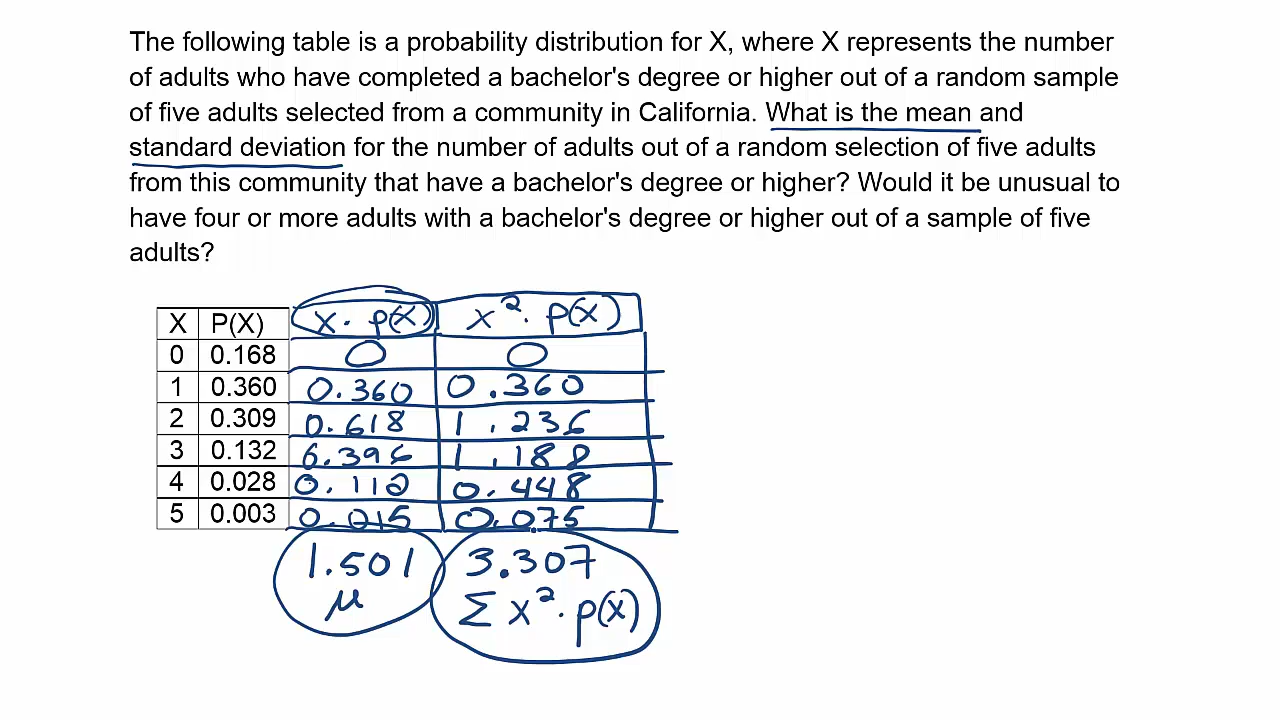 The following table is a probability distribution for X, where X represents the number
of adults who have completed a bachelor's degree or higher out of a random sample
of five adults selected from a community in California. What is the mean and
standard deviation for the number of adults out of a random selection of five adults
from this community that have a bachelor's degree or higher? Would it be unusual to
have four or more adults with a bachelor's degree or higher out of a sample of five
adults?
X P(X) x · p(x) x² · p(x)
0 0.168 0 0
1 0.360 0.360 0.360
2 0.309 0.618 1.236
3 0.132 0.396 1.188
4 0.028 0.112 0.448
5 0.003 0.015 0.075
1.501 3.307
μ Σ x² · p(x)